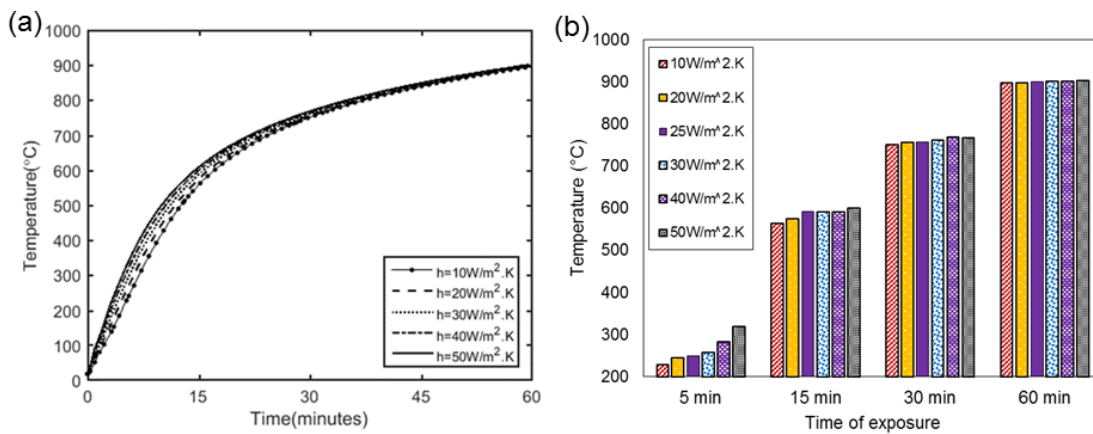 (a)
1000
900
800
700
600
500
400
300
200
100
0
Temperature(°C)
h=10W/m².K
h=20W/m².K
h=30W/m².K
h=40W/m².K
h=50W/m².K
0 15 30 45 60
Time(minutes)
(b)
1000
900
800
700
600
500
400
300
200
Temperature (°C)
10W/m^2.K
20W/m^2.K
25W/m^2.K
30W/m^2.K
40W/m^2.K
50W/m^2.K
5 min 15 min 30 min 60 min
Time of exposure